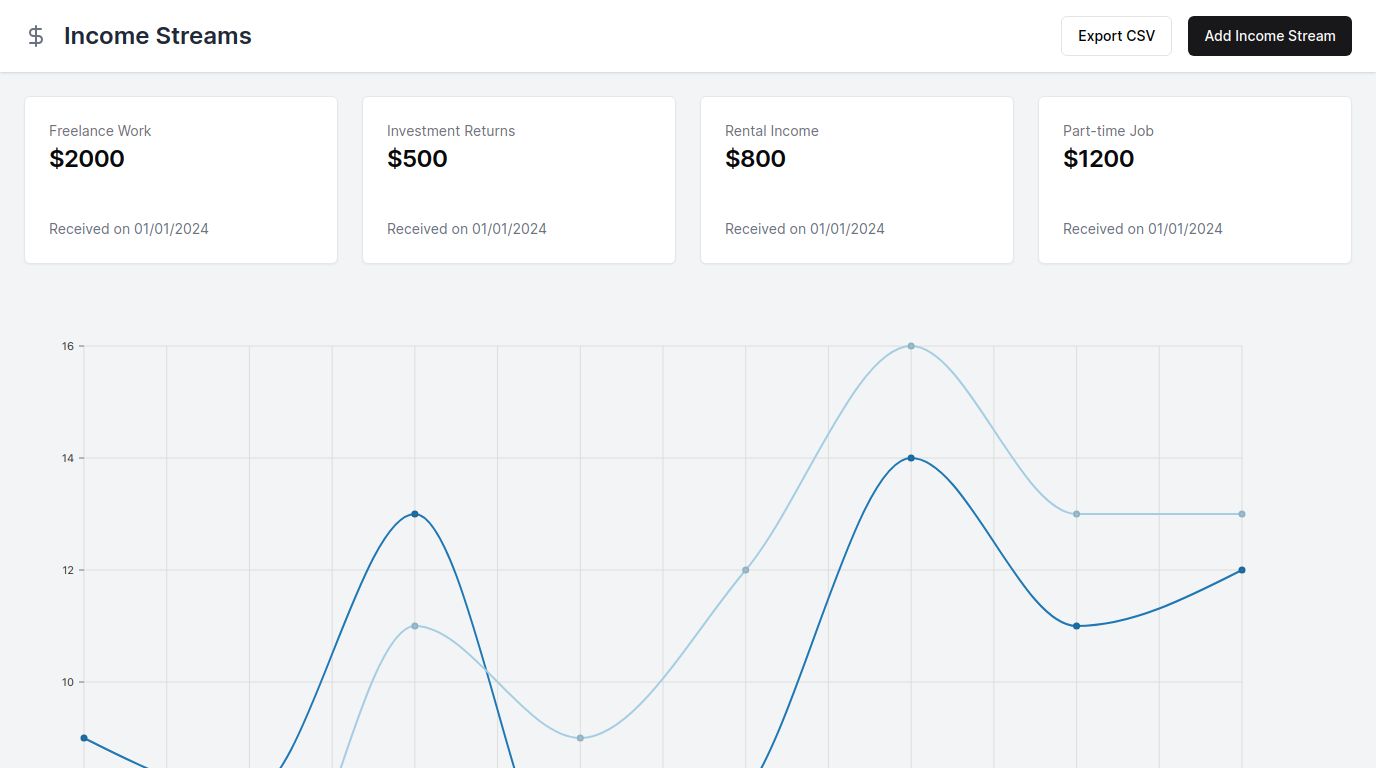 Income Streams
Export CSV
Add Income Stream
Freelance Work
$2000
Received on 01/01/2024
Investment Returns
$500
Received on 01/01/2024
Rental Income
$800
Received on 01/01/2024
Part-time Job
$1200
Received on 01/01/2024
16
14
12
10